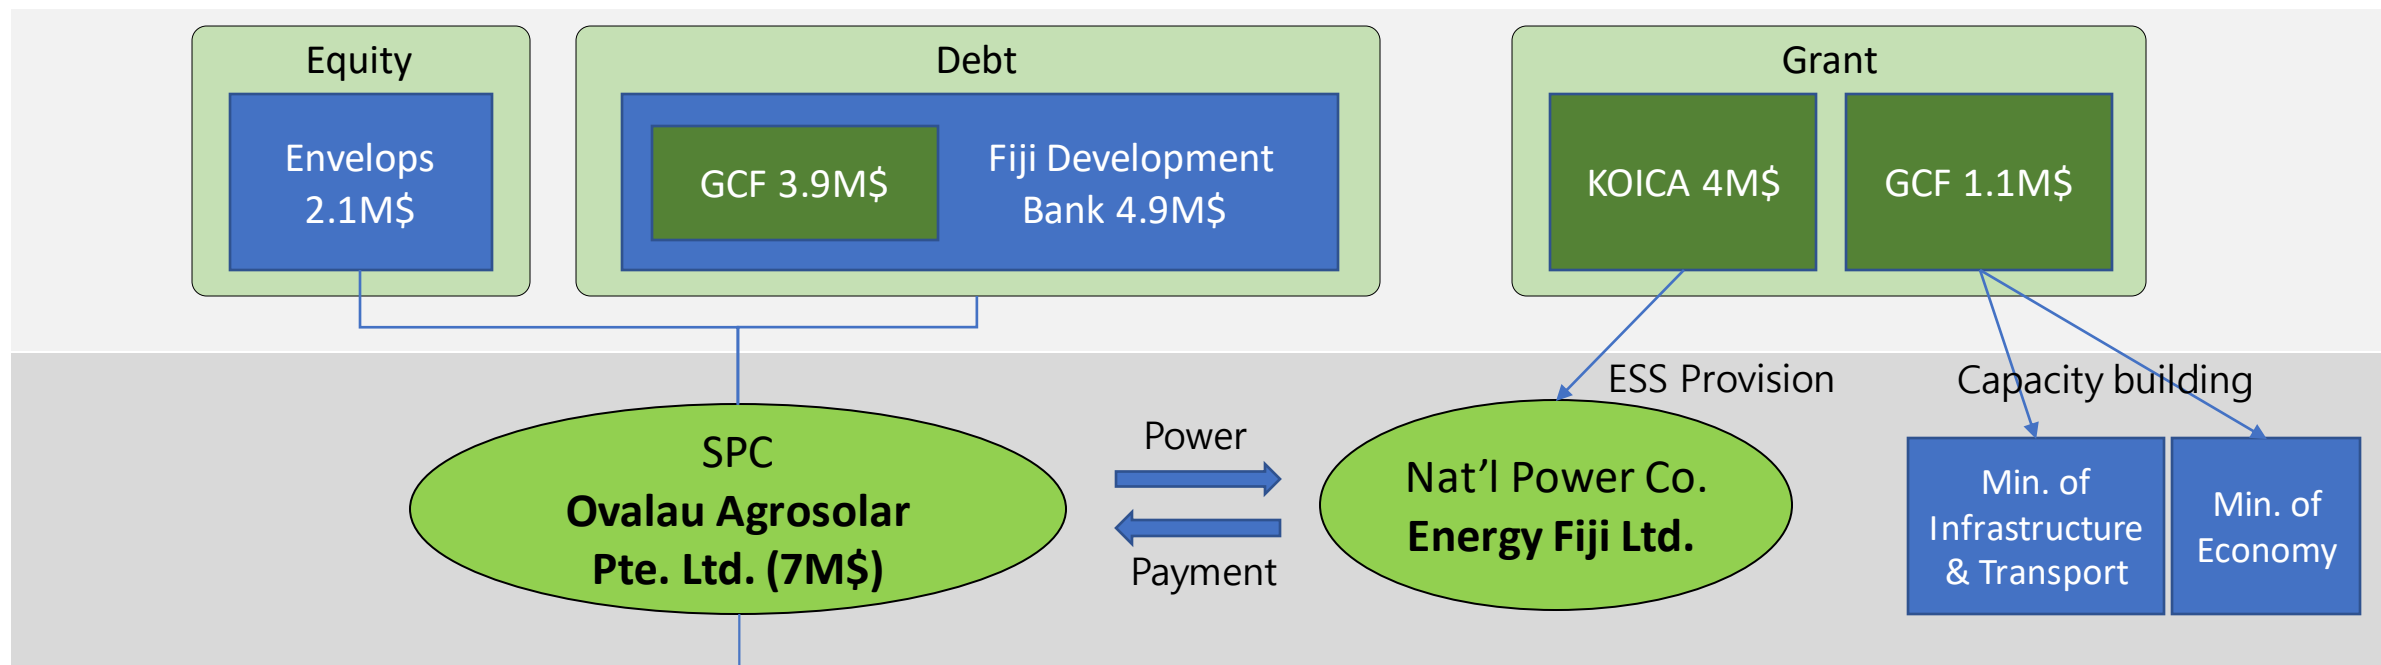 Equity
Debt
Grant
Envelops
2.1M$
GCF 3.9M$
Fiji Development
Bank 4.9M$
KOICA 4M$
GCF 1.1M$
ESS Provision
Capacity building
SPC
Ovalau Agrosolar
Pte. Ltd. (7M$)
Power
Payment
Nat’l Power Co.
Energy Fiji Ltd.
Min. of
Infrastructure
& Transport
Min. of
Economy